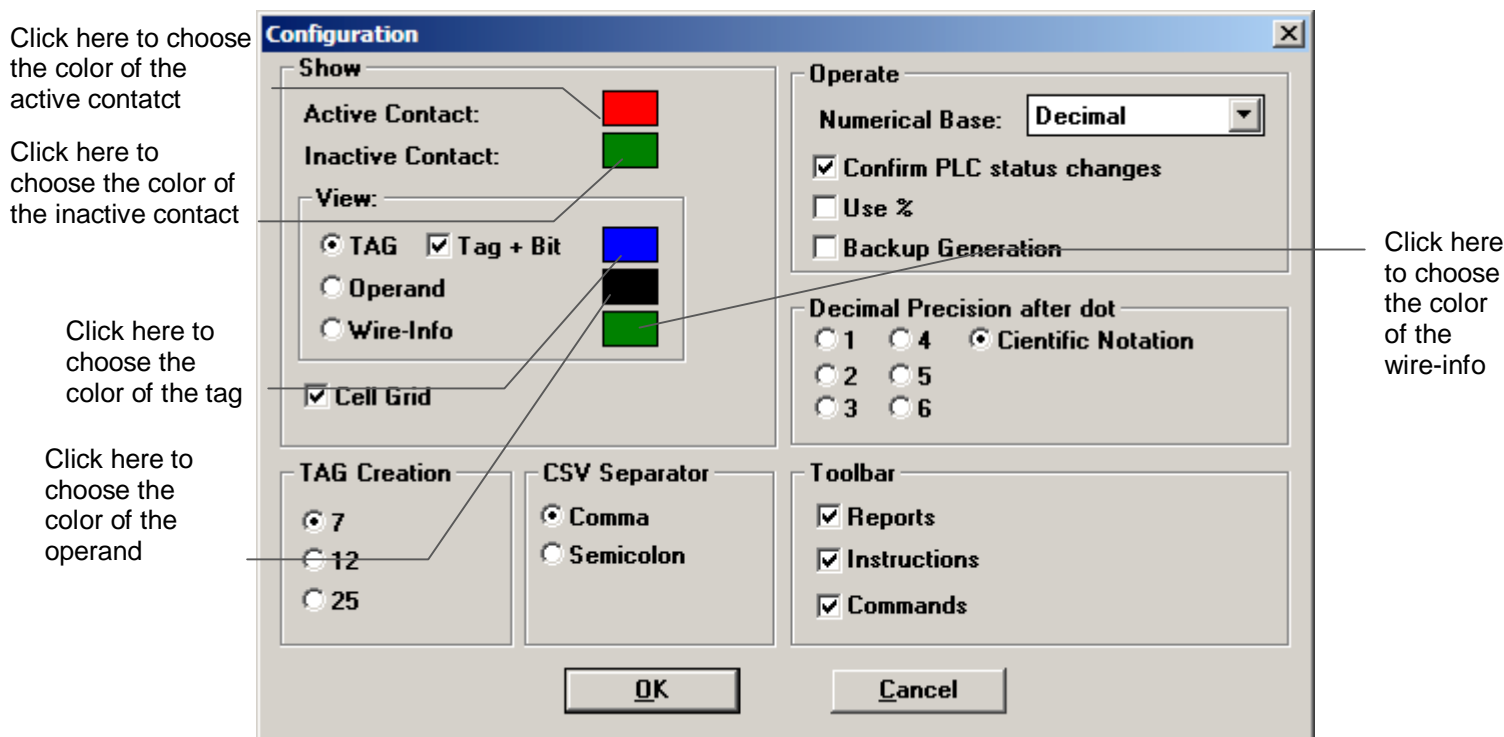 Click here to choose
the color of the
active contatct
Click here to
choose the color of
the inactive contact
Click here to
choose the
color of the tag
Click here to
choose the
color of the
operand
Configuration
Show
Active Contact:
Inactive Contact:
View:
TAG Tag + Bit
Operand
Wire-Info
Cell Grid
Operate
Numerical Base: Decimal
Confirm PLC status changes
Use %
Backup Generation
Decimal Precision after dot
1 4 Cientific Notation
2 5
3 6
TAG Creation
7
12
25
CSV Separator
Comma
Semicolon
Toolbar
Reports
Instructions
Commands
OK Cancel
Click here
to choose
the color
of the
wire-info